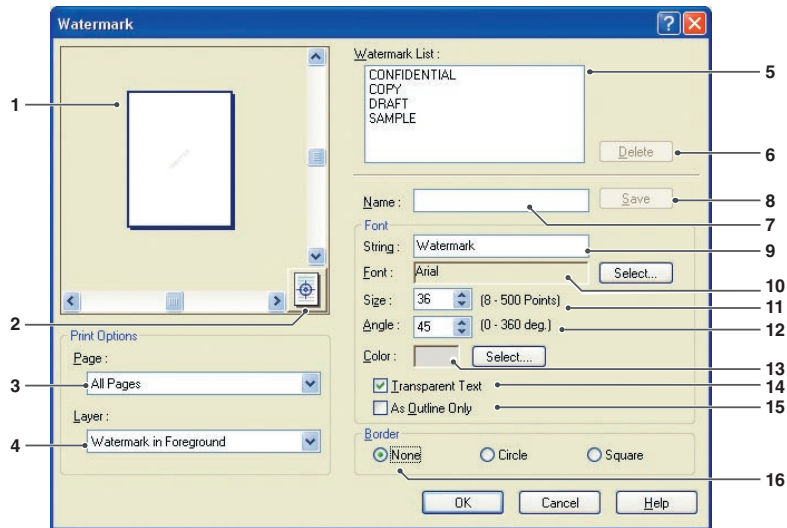 Watermark
Watermark List :
CONFIDENTIAL
COPY
DRAFT
SAMPLE
Delete
Name :
Save
Font
String : Watermark
Font : Arial Select...
Size : 36 (8 - 500 Points)
Angle : 45 (0 - 360 deg.)
Color : Select....
Transparent Text
As Outline Only
Border
None Circle Square
OK Cancel Help
Print Options
Page :
All Pages
Layer :
Watermark in Foreground
1
2
3
4
5
6
7
8
9
10
11
12
13
14
15
16